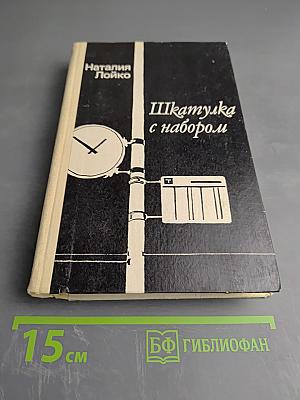 Наталия
Лойко
Шкатулка
с набором
Т
15 см
БФ ГИБЛИОФАН